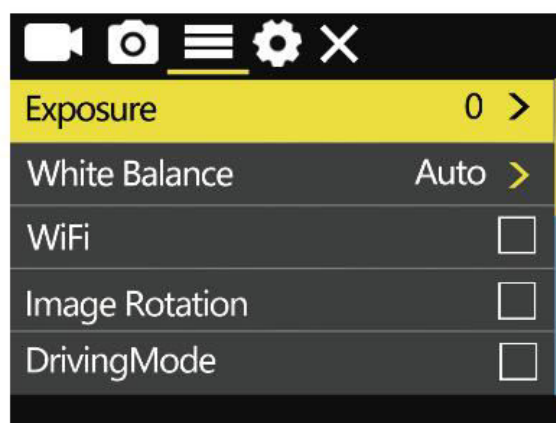 Exposure 0 >
White Balance Auto >
WiFi
Image Rotation
DrivingMode